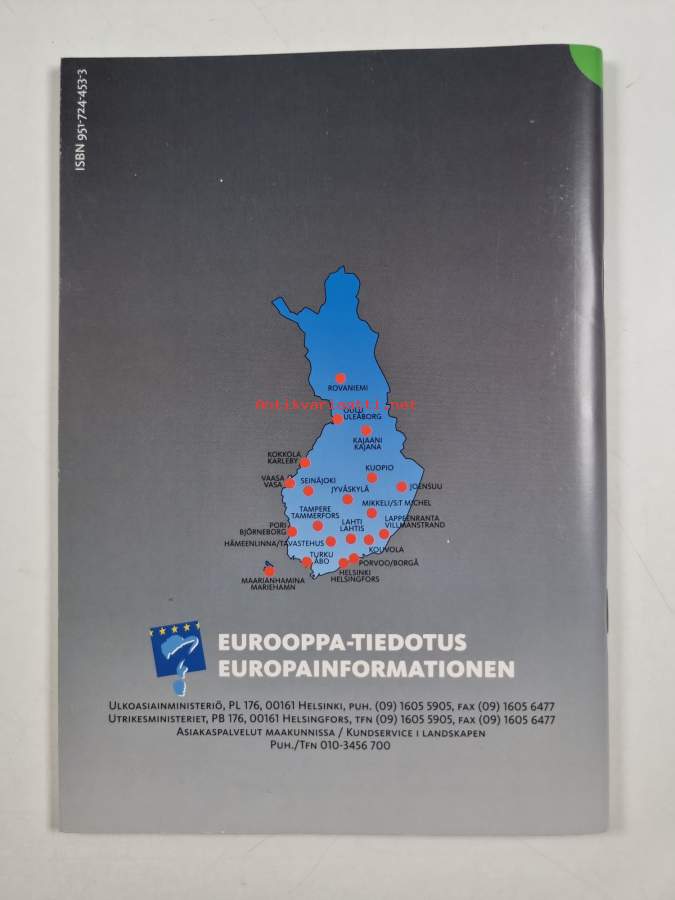 ISBN 951-724-453-3
ROVANIEMI
Antikvariaatti.net
OULU
ULEÅBORG
KAJAANI
KAJANA
KOKKOLA
KARLEBY
KUOPIO
VAASA
VASA
SEINÄJOKI
JOENSUU
JYVÄSKYLÄ
MIKKELI/S:T MICHEL
TAMPERE
TAMMERFORS
LAPPEENRANTA
VILLMANSTRAND
PORI
BJÖRNEBORG
LAHTI
LAHTIS
HÄMEENLINNA/TAVASTEHUS
KOUVOLA
TURKU
ÅBO
PORVOO/BORGÅ
HELSINKI
HELSINGFORS
MAARIANHAMINA
MARIEHAMN
EUROOPPA-TIEDOTUS
EUROPAINFORMATIONEN
ULKOASIAINMINISTERIÖ, PL 176, 00161 HELSINKI, PUH. (09) 1605 5905, FAX (09) 1605 6477
UTRIKESMINISTERIET, PB 176, 00161 HELSINGFORS, TFN (09) 1605 5905, FAX (09) 1605 6477
ASIAKASPALVELUT MAAKUNNISSA / KUNDSERVICE I LANDSKAPEN
PUH./TFN 010-3456 700